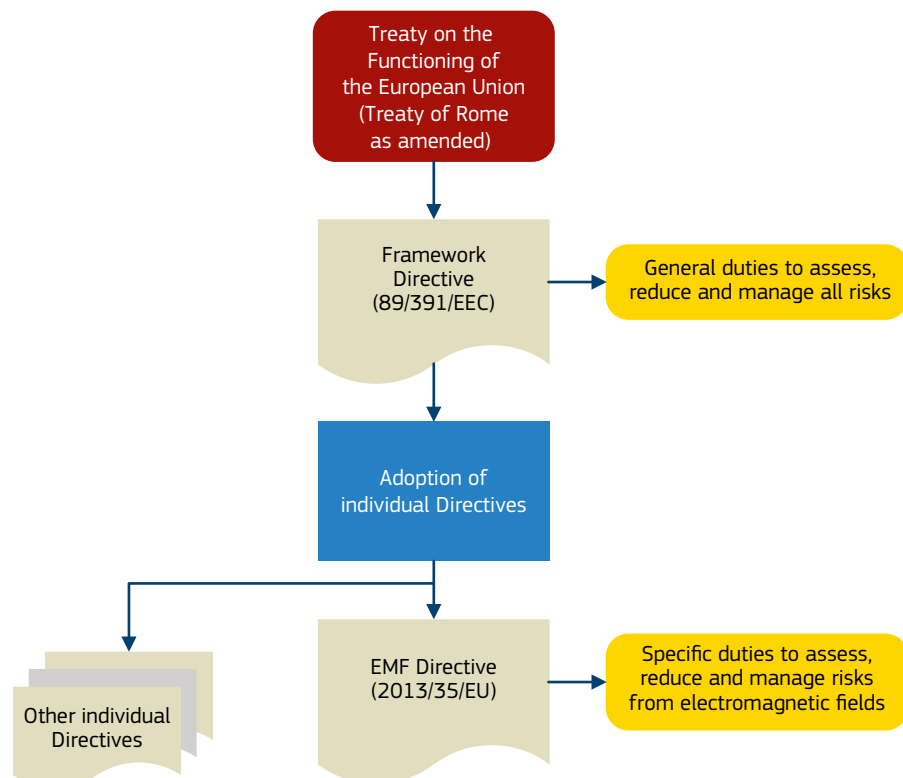 Treaty on the
Functioning of
the European Union
(Treaty of Rome
as amended)
Framework
Directive
(89/391/EEC)
General duties to assess,
reduce and manage all risks
Adoption of
individual Directives
Other individual
Directives
EMF Directive
(2013/35/EU)
Specific duties to assess,
reduce and manage risks
from electromagnetic fields